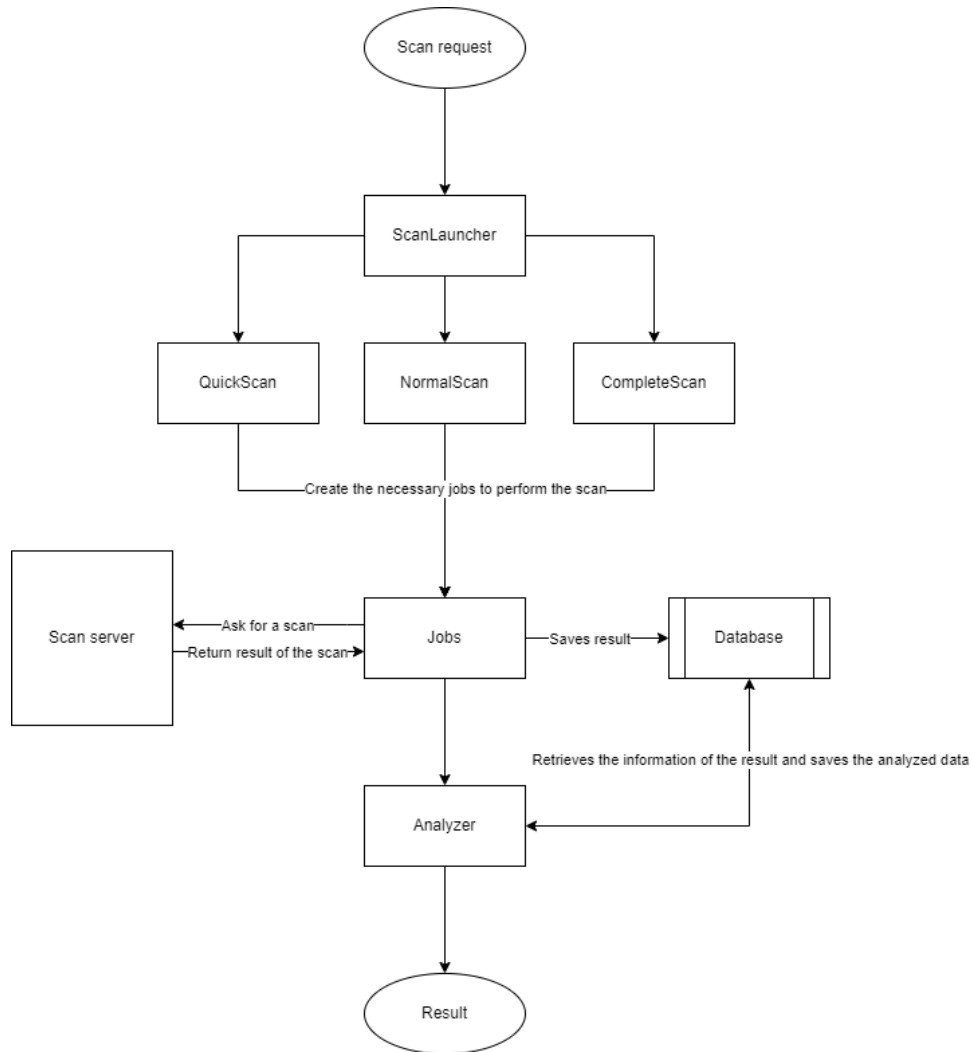 Scan request
ScanLauncher
QuickScan
NormalScan
CompleteScan
Create the necessary jobs to perform the scan
Scan server
Ask for a scan
Return result of the scan
Jobs
Saves result
Database
Retrieves the information of the result and saves the analyzed data
Analyzer
Result